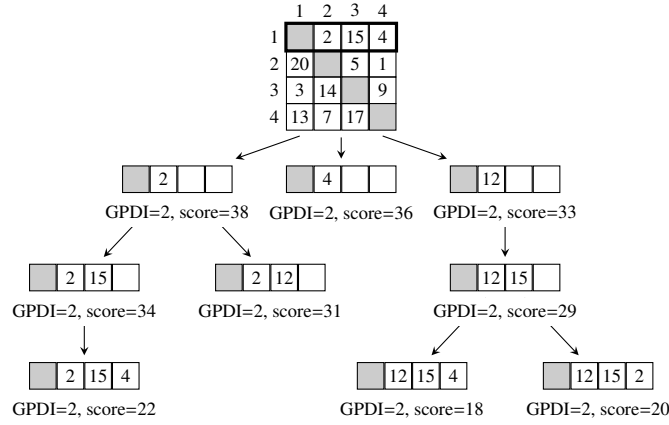 1 2 3 4
1 2 15 4
2 20 5 1
3 3 14 9
4 13 7 17
2 4 12
GPDI=2, score=38 GPDI=2, score=36 GPDI=2, score=33
2 15 2 12 12 15
GPDI=2, score=34 GPDI=2, score=31 GPDI=2, score=29
2 15 4 12 15 4 12 15 2
GPDI=2, score=22 GPDI=2, score=18 GPDI=2, score=20